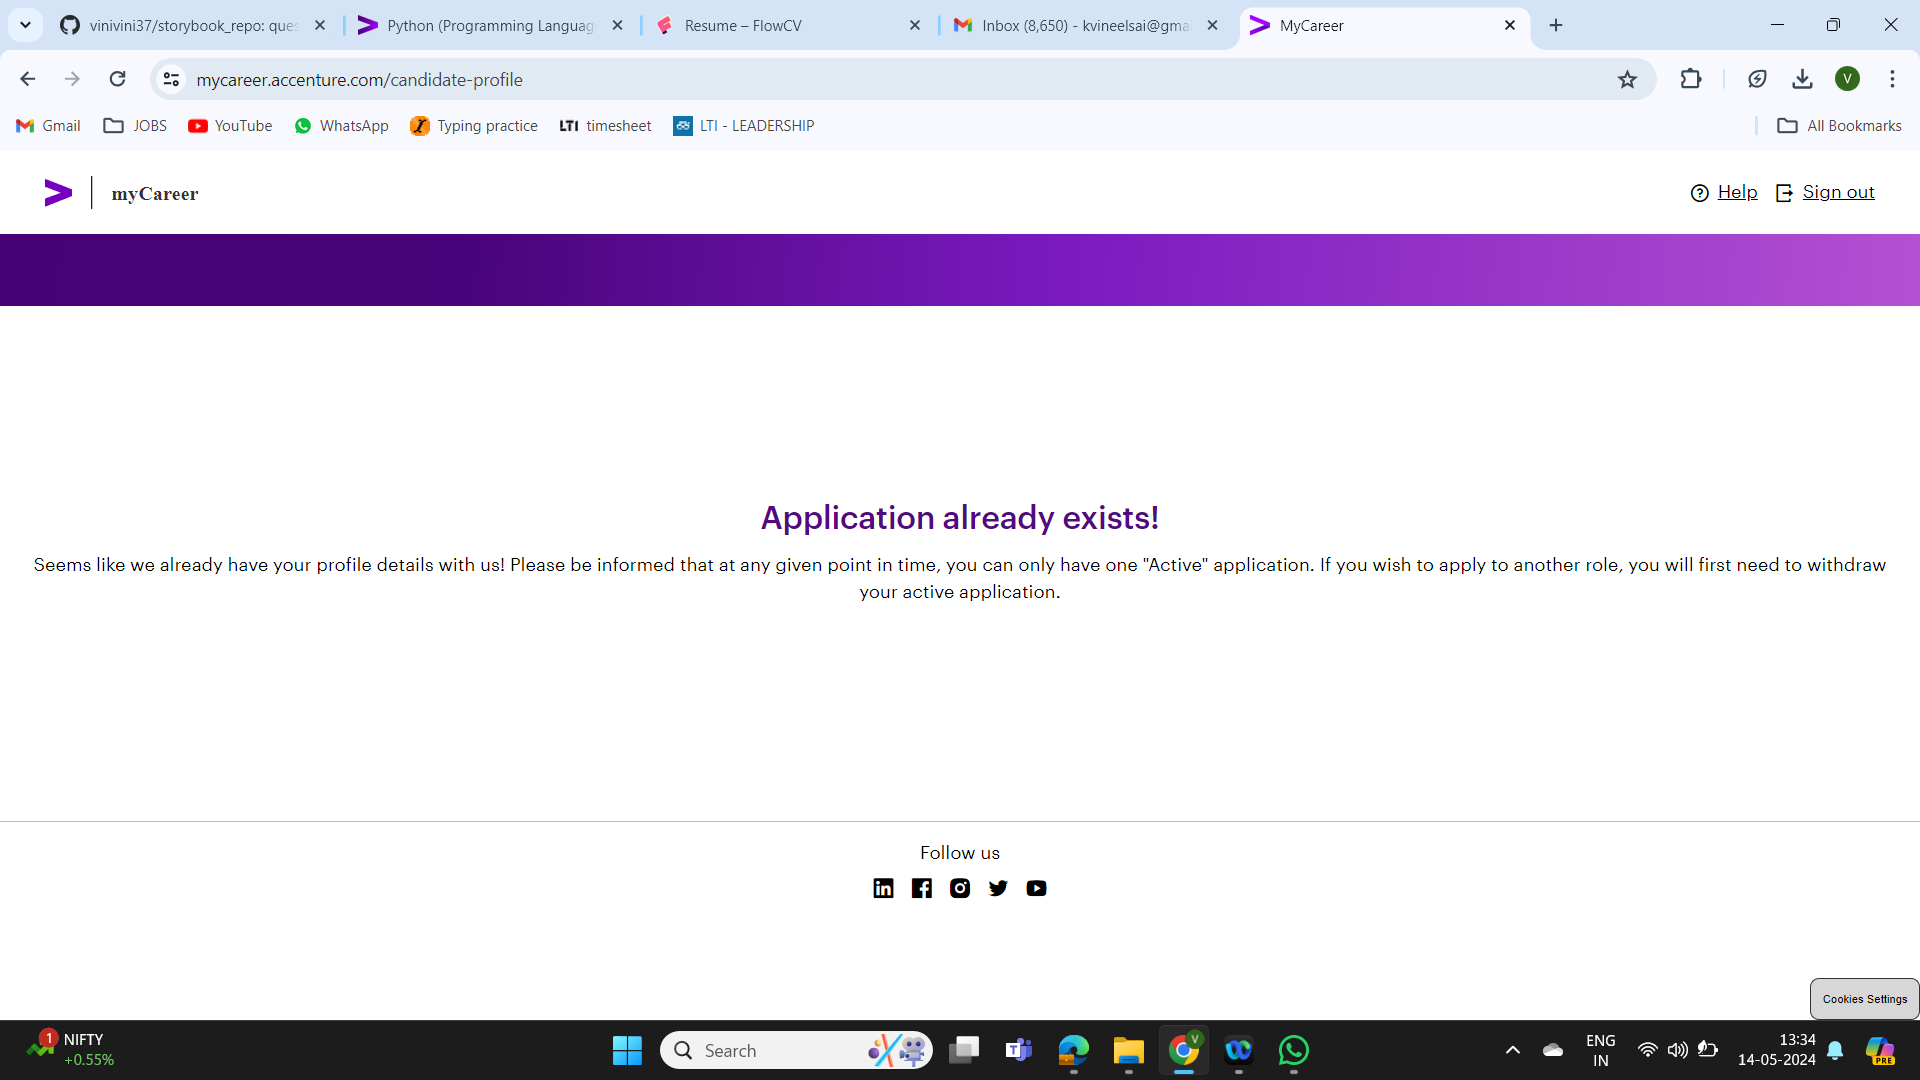 vinivini37/storybook_repo: ques
Python (Programming Languag
Resume – FlowCV
Inbox (8,650) - kvineelsai@gma
MyCareer
mycareer.accenture.com/candidate-profile
V
Gmail
JOBS
YouTube
WhatsApp
Typing practice
LTI timesheet
LTI - LEADERSHIP
All Bookmarks
myCareer
Help
Sign out
Application already exists!
Seems like we already have your profile details with us! Please be informed that at any given point in time, you can only have one "Active" application. If you wish to apply to another role, you will first need to withdraw
your active application.
Follow us
Cookies Settings
1
NIFTY
+0.55%
Search
V
ENG
IN
13:34
14-05-2024
PRE